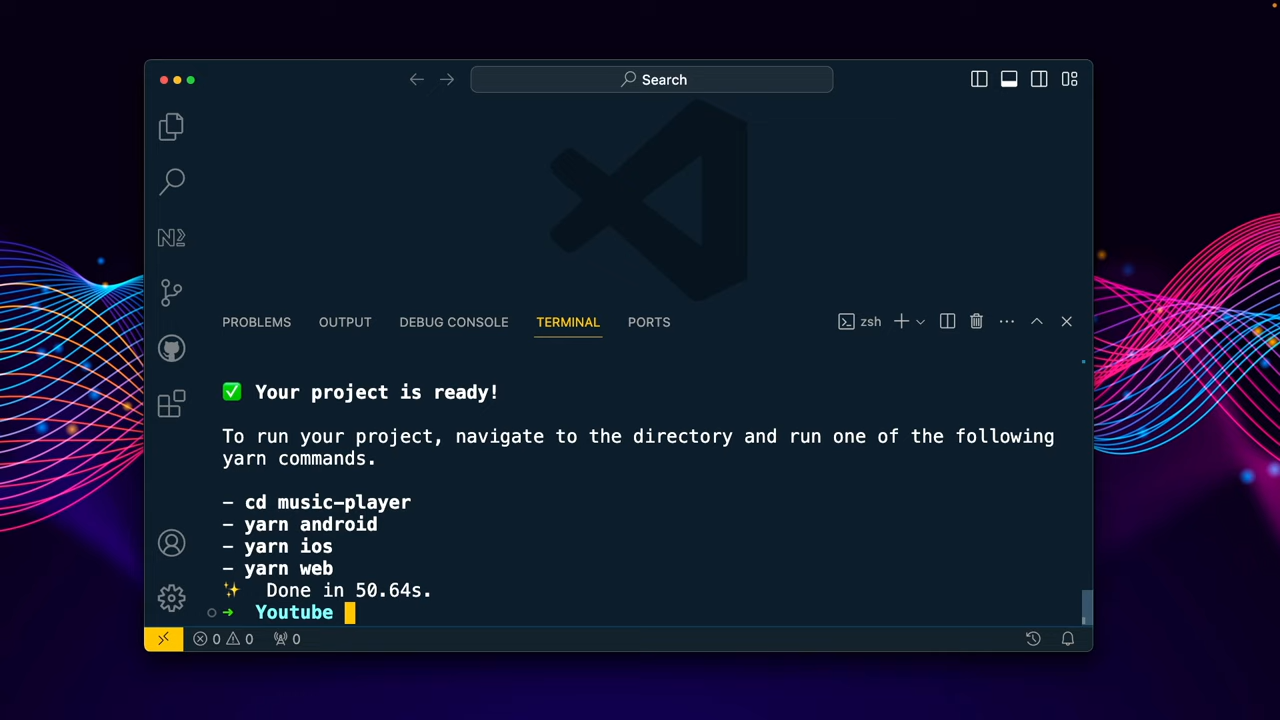 Search
PROBLEMS OUTPUT DEBUG CONSOLE TERMINAL PORTS zsh
✅ Your project is ready!
To run your project, navigate to the directory and run one of the following
yarn commands.
- cd music-player
- yarn android
- yarn ios
- yarn web
✨ Done in 50.64s.
➜ Youtube
0 0 0